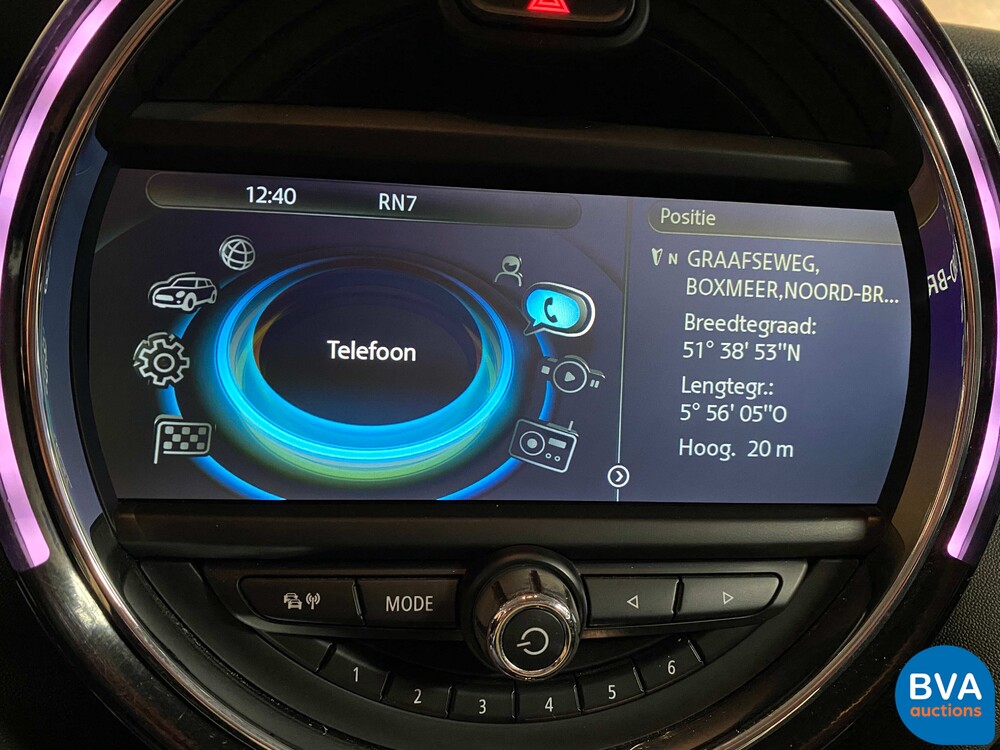 12:40 RN7
Positie
N GRAAFSEWEG,
BOXMEER,NOORD-BR...
Breedtegraad:
51° 38' 53"N
Lengtegr.:
5° 56' 05"O
Hoog. 20 m
Telefoon
MODE
1 2 3 4 5 6
BVA
auctions